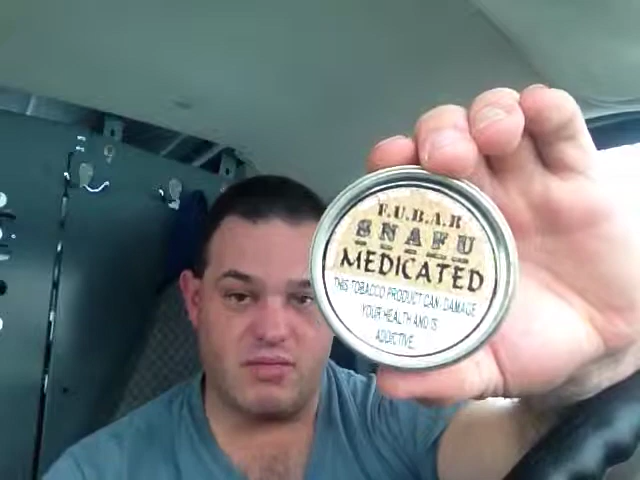 F.U.B.A.R
SNAFU
MEDICATED
THIS TOBACCO PRODUCT CAN DAMAGE
YOUR HEALTH AND IS
ADDICTIVE.